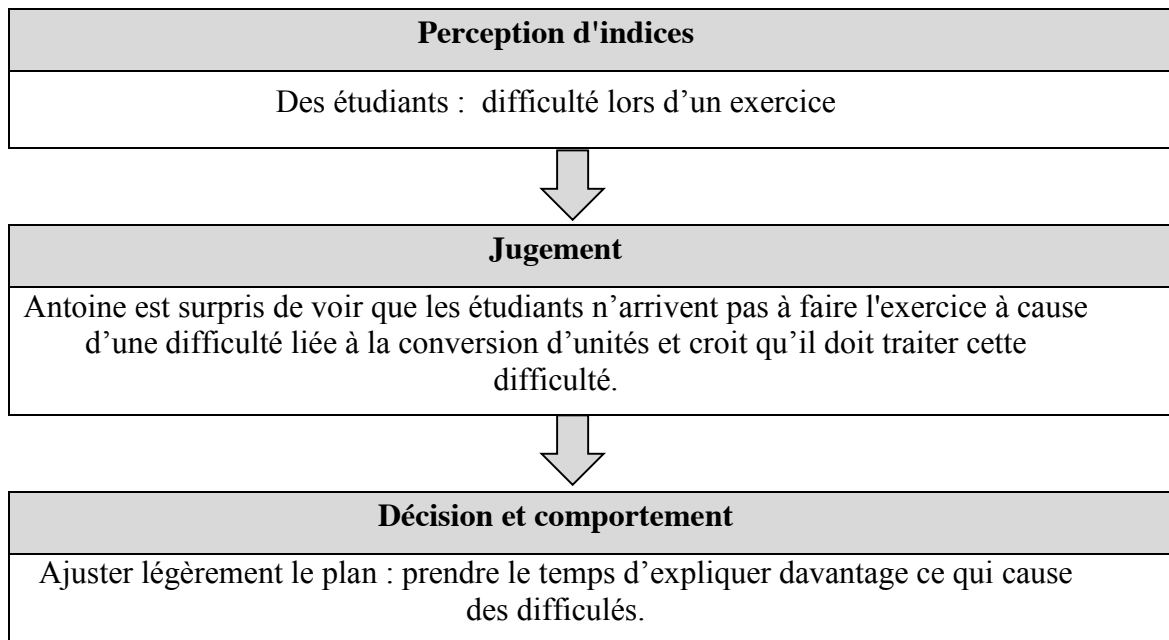 Perception d'indices
Des étudiants :  difficulté lors d’un exercice
Jugement
Antoine est surpris de voir que les étudiants n’arrivent pas à faire l'exercice à cause
d’une difficulté liée à la conversion d’unités et croit qu’il doit traiter cette
difficulté.
Décision et comportement
Ajuster légèrement le plan : prendre le temps d’expliquer davantage ce qui cause
des difficulés.